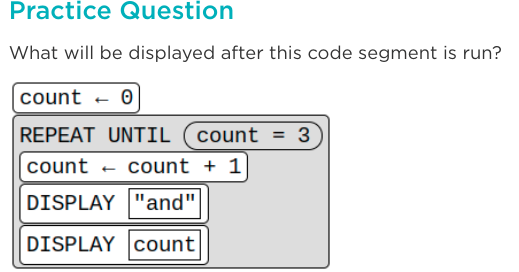 Practice Question
What will be displayed after this code segment is run?
count ← 0
REPEAT UNTIL count = 3
count ← count + 1
DISPLAY "and"
DISPLAY count